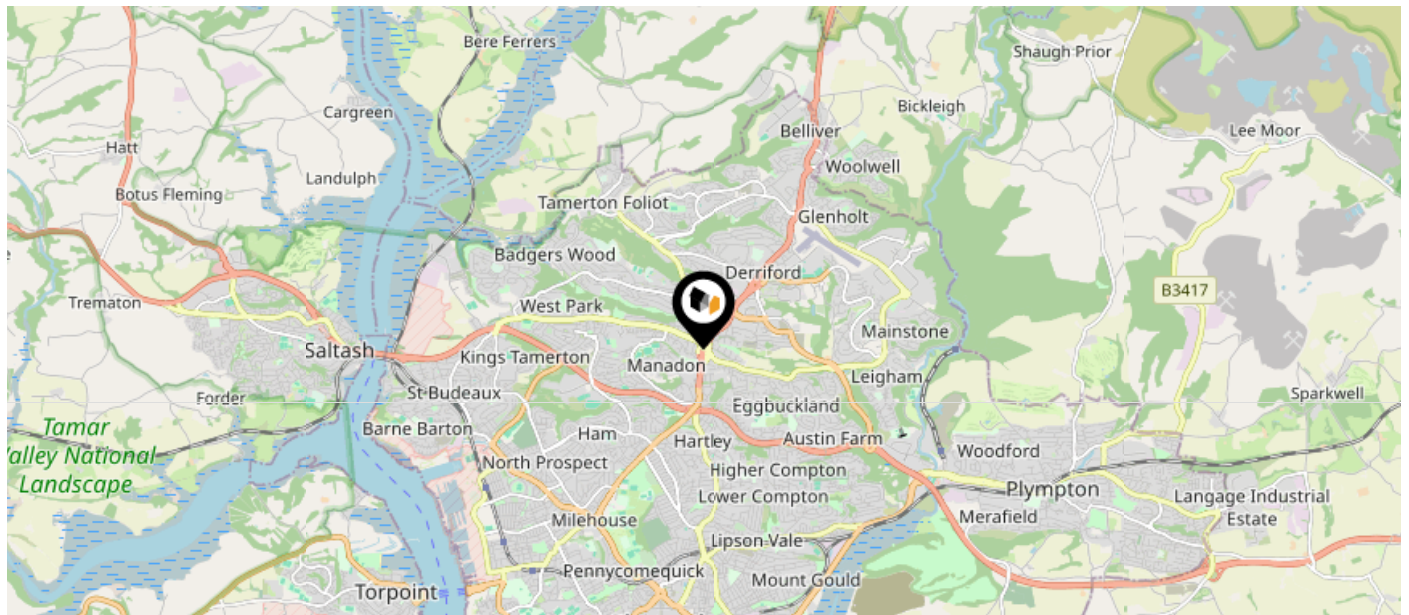 Bere Ferrers
Shaugh Prior
Cargreen
Bickleigh
Belliver
Lee Moor
Hatt
Woolwell
Landulph
Botus Fleming
Tamerton Foliot
Glenholt
Badgers Wood
Derriford
B3417
Trematon
West Park
Mainstone
Saltash
Kings Tamerton
Manadon
Leigham
Forder
St Budeaux
Eggbuckland
Sparkwell
Tamar
Valley National
Landscape
Barne Barton
Ham
Hartley
Austin Farm
Woodford
North Prospect
Higher Compton
Lower Compton
Plympton
Langage Industrial
Estate
Milehouse
Merafield
Lipson Vale
Pennycomequick
Mount Gould
Torpoint